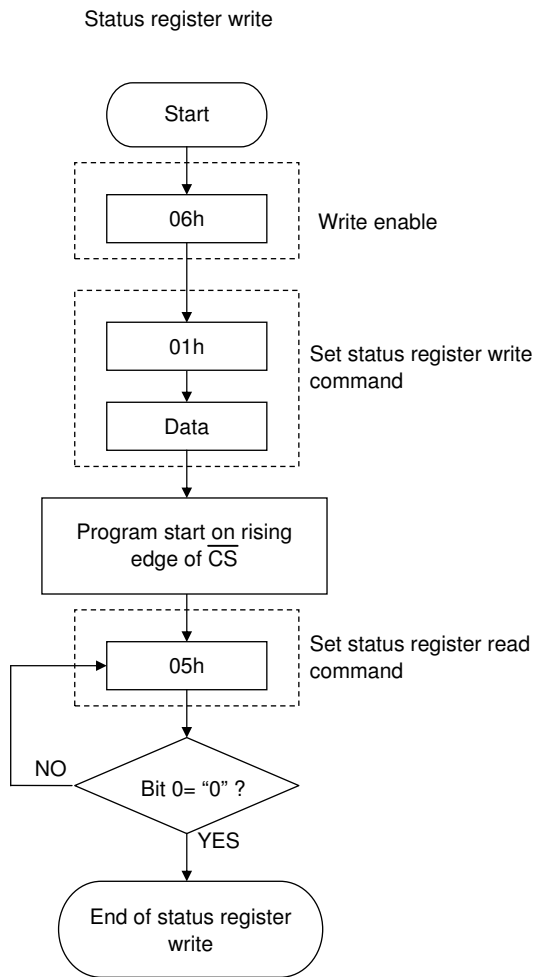 Status register write
Start
06h
Write enable
01h
Set status register write
command
Data
Program start on rising
edge of C̅S̅
05h
Set status register read
command
NO
Bit 0= “0” ?
YES
End of status register
write